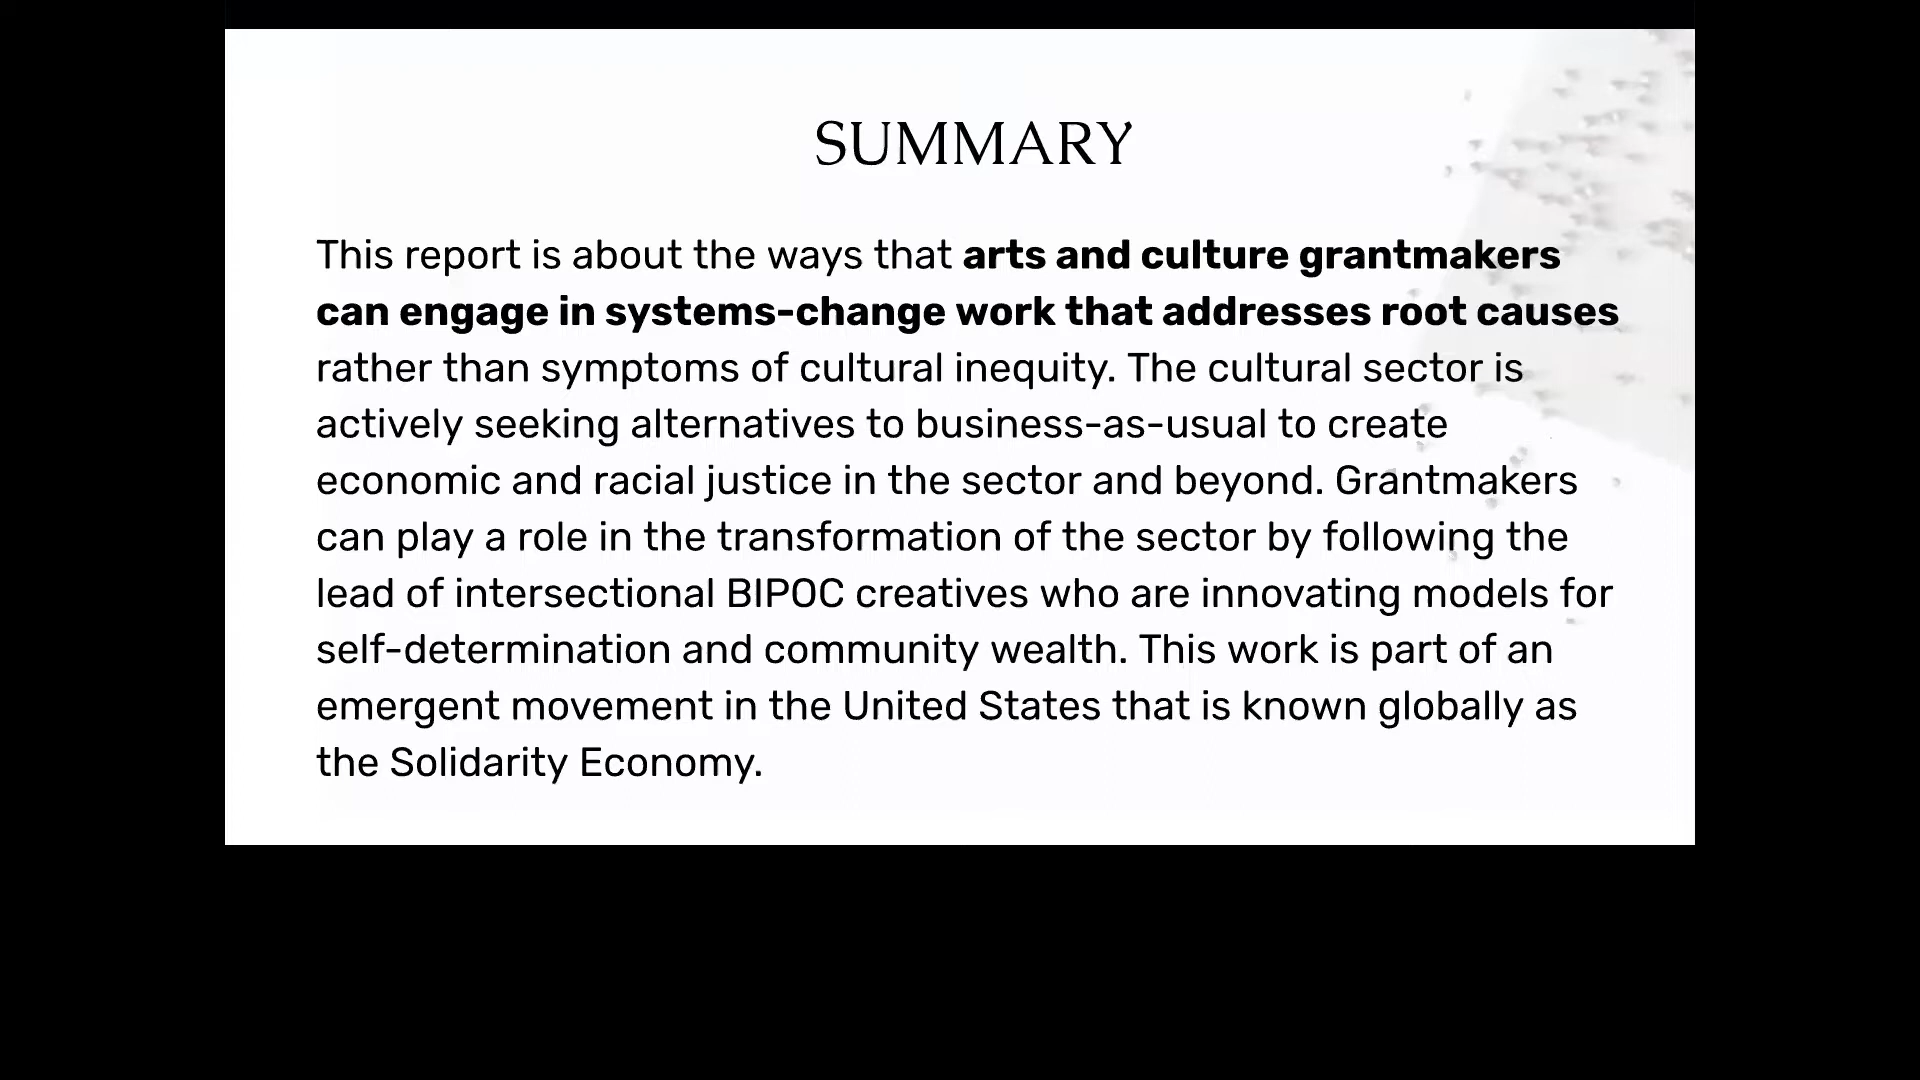 SUMMARY
This report is about the ways that arts and culture grantmakers
can engage in systems-change work that addresses root causes
rather than symptoms of cultural inequity. The cultural sector is
actively seeking alternatives to business-as-usual to create
economic and racial justice in the sector and beyond. Grantmakers
can play a role in the transformation of the sector by following the
lead of intersectional BIPOC creatives who are innovating models for
self-determination and community wealth. This work is part of an
emergent movement in the United States that is known globally as
the Solidarity Economy.